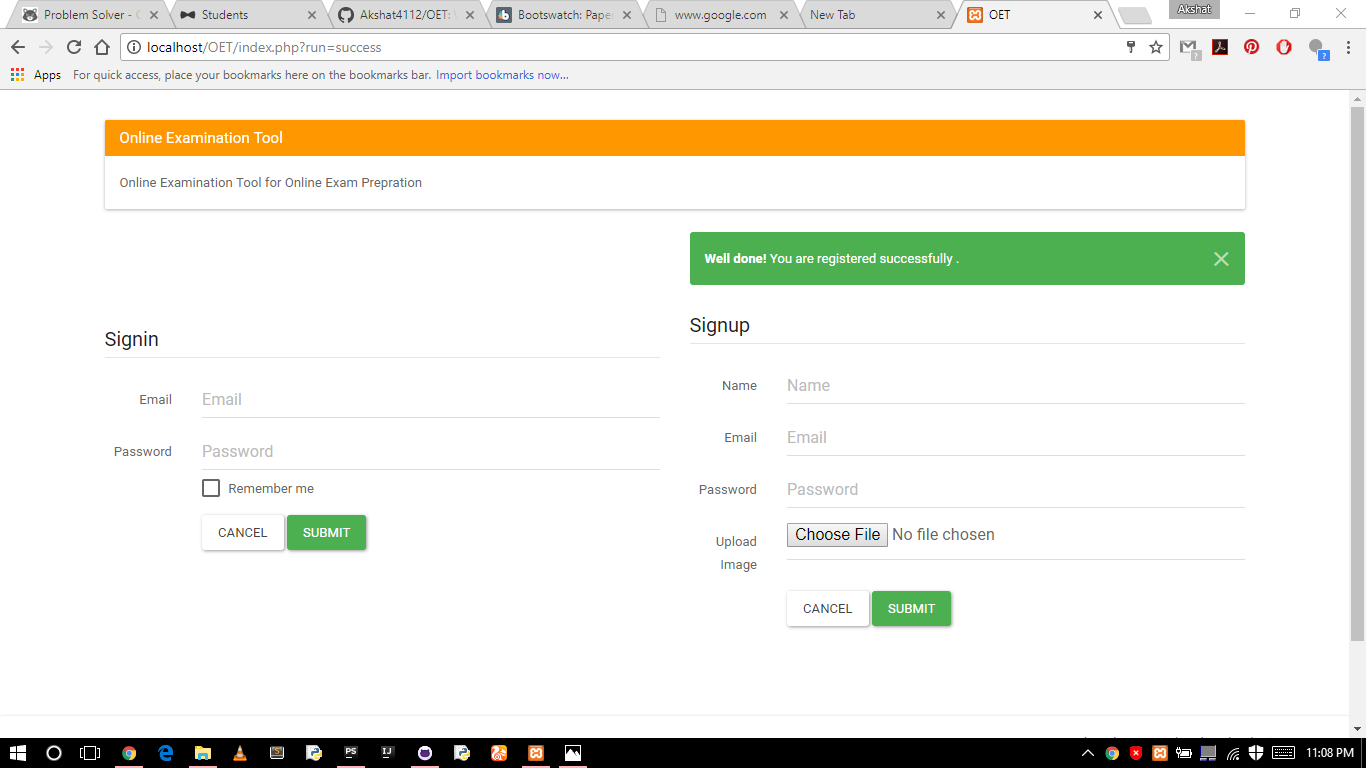 Problem Solver - C
Students
Akshat4112/OET: W
Bootswatch: Paper
www.google.com
New Tab
OET
Akshat
localhost/OET/index.php?run=success
Apps For quick access, place your bookmarks here on the bookmarks bar. Import bookmarks now...
Online Examination Tool
Online Examination Tool for Online Exam Prepration
Well done! You are registered successfully .
Signin
Email Email
Password Password
Remember me
CANCEL SUBMIT
Signup
Name Name
Email Email
Password Password
Upload
Image
Choose File No file chosen
CANCEL SUBMIT
PS IJ 11:08 PM